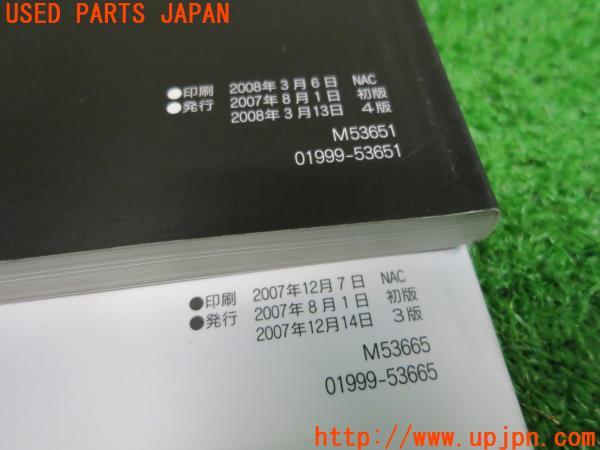 USED PARTS JAPAN
●印刷 2008年3月6日 NAC
●発行 2007年8月1日 初版
2008年3月13日 4版
M53651
01999-53651
●印刷 2007年12月7日 NAC
●発行 2007年8月1日 初版
2007年12月14日 3版
M53665
01999-53665
http://www.upjpn.com/